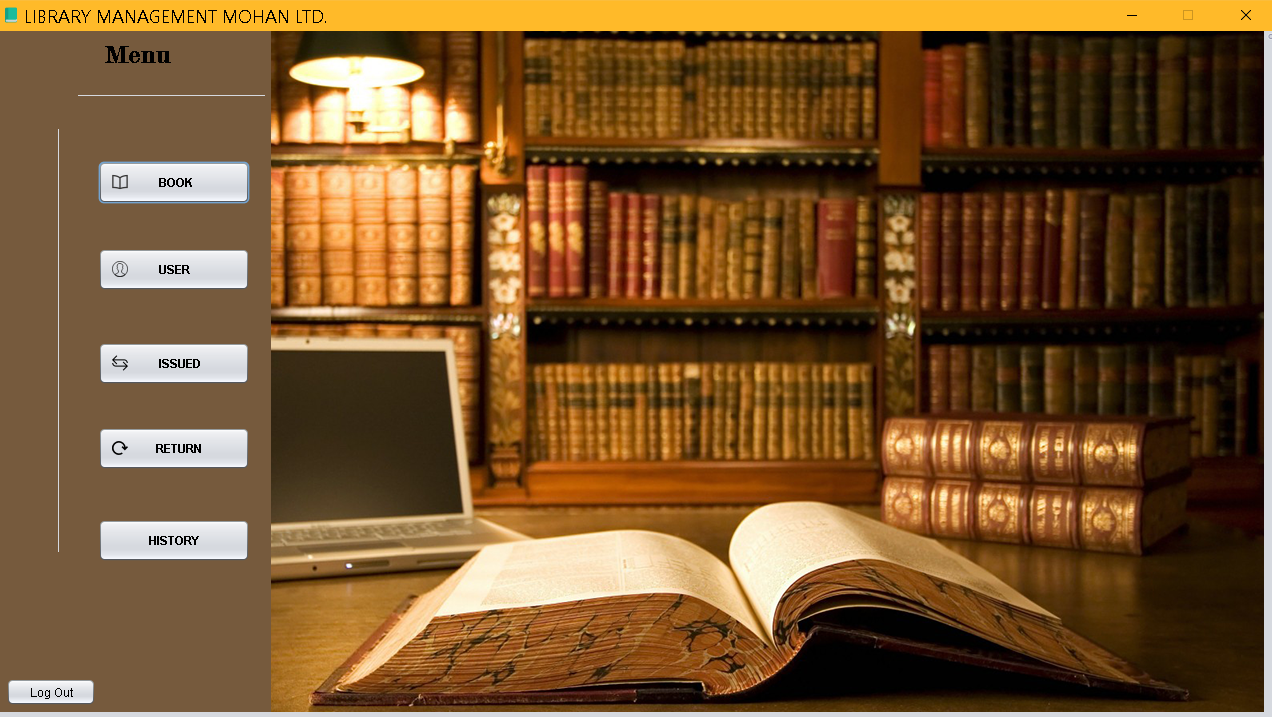 LIBRARY MANAGEMENT MOHAN LTD.
Menu
BOOK
USER
ISSUED
RETURN
HISTORY
Log Out